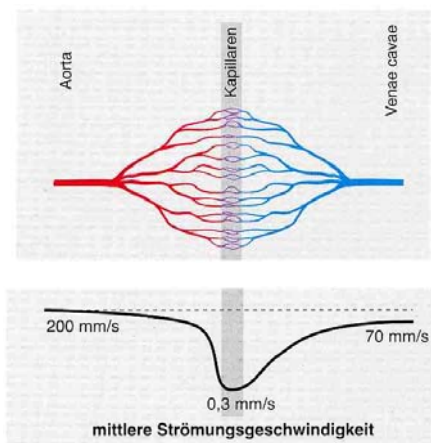 Aorta
Kapillaren
Venae cavae
200 mm/s
70 mm/s
0,3 mm/s
mittlere Strömungsgeschwindigkeit